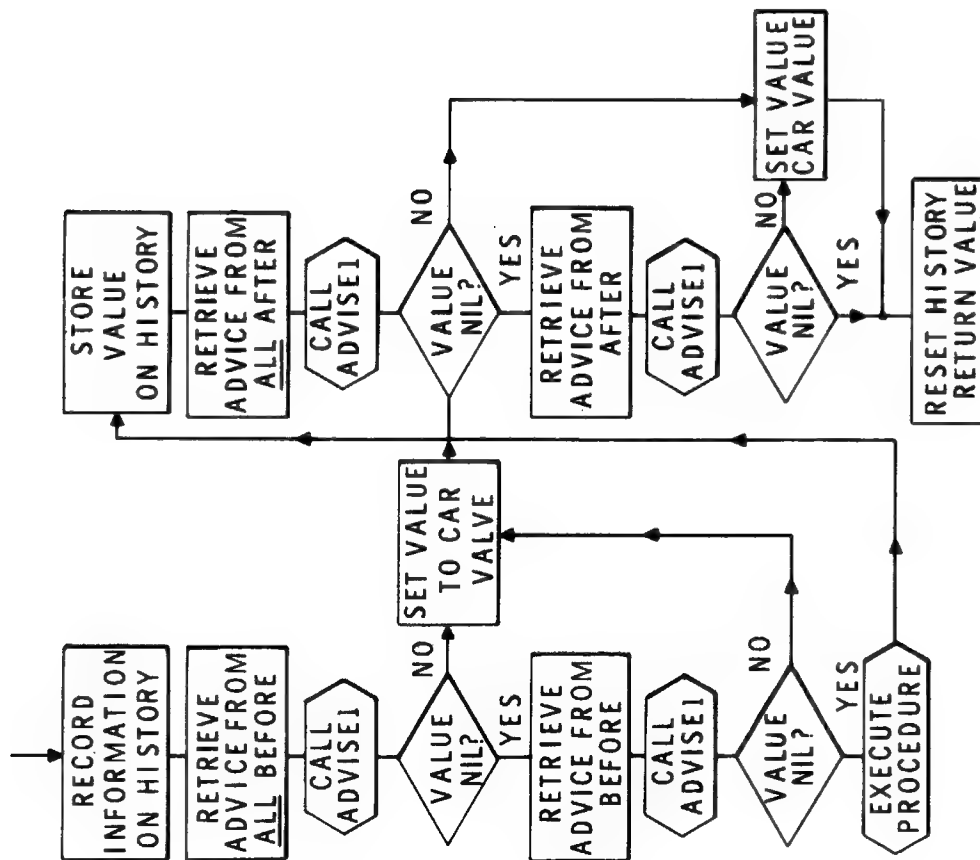 RECORD
INFORMATION
ON HISTORY
RETRIEVE
ADVICE FROM
ALL BEFORE
CALL
ADVISE1
VALUE
NIL?
NO
YES
RETRIEVE
ADVICE FROM
BEFORE
CALL
ADVISE1
VALUE
NIL?
NO
YES
EXECUTE
PROCEDURE
SET VALUE
TO CAR
VALVE
STORE
VALUE
ON HISTORY
RETRIEVE
ADVICE FROM
ALL AFTER
CALL
ADVISE1
VALUE
NIL?
NO
YES
RETRIEVE
ADVICE FROM
AFTER
CALL
ADVISE1
VALUE
NIL?
NO
YES
SET VALUE
CAR VALUE
RESET HISTORY
RETURN VALUE